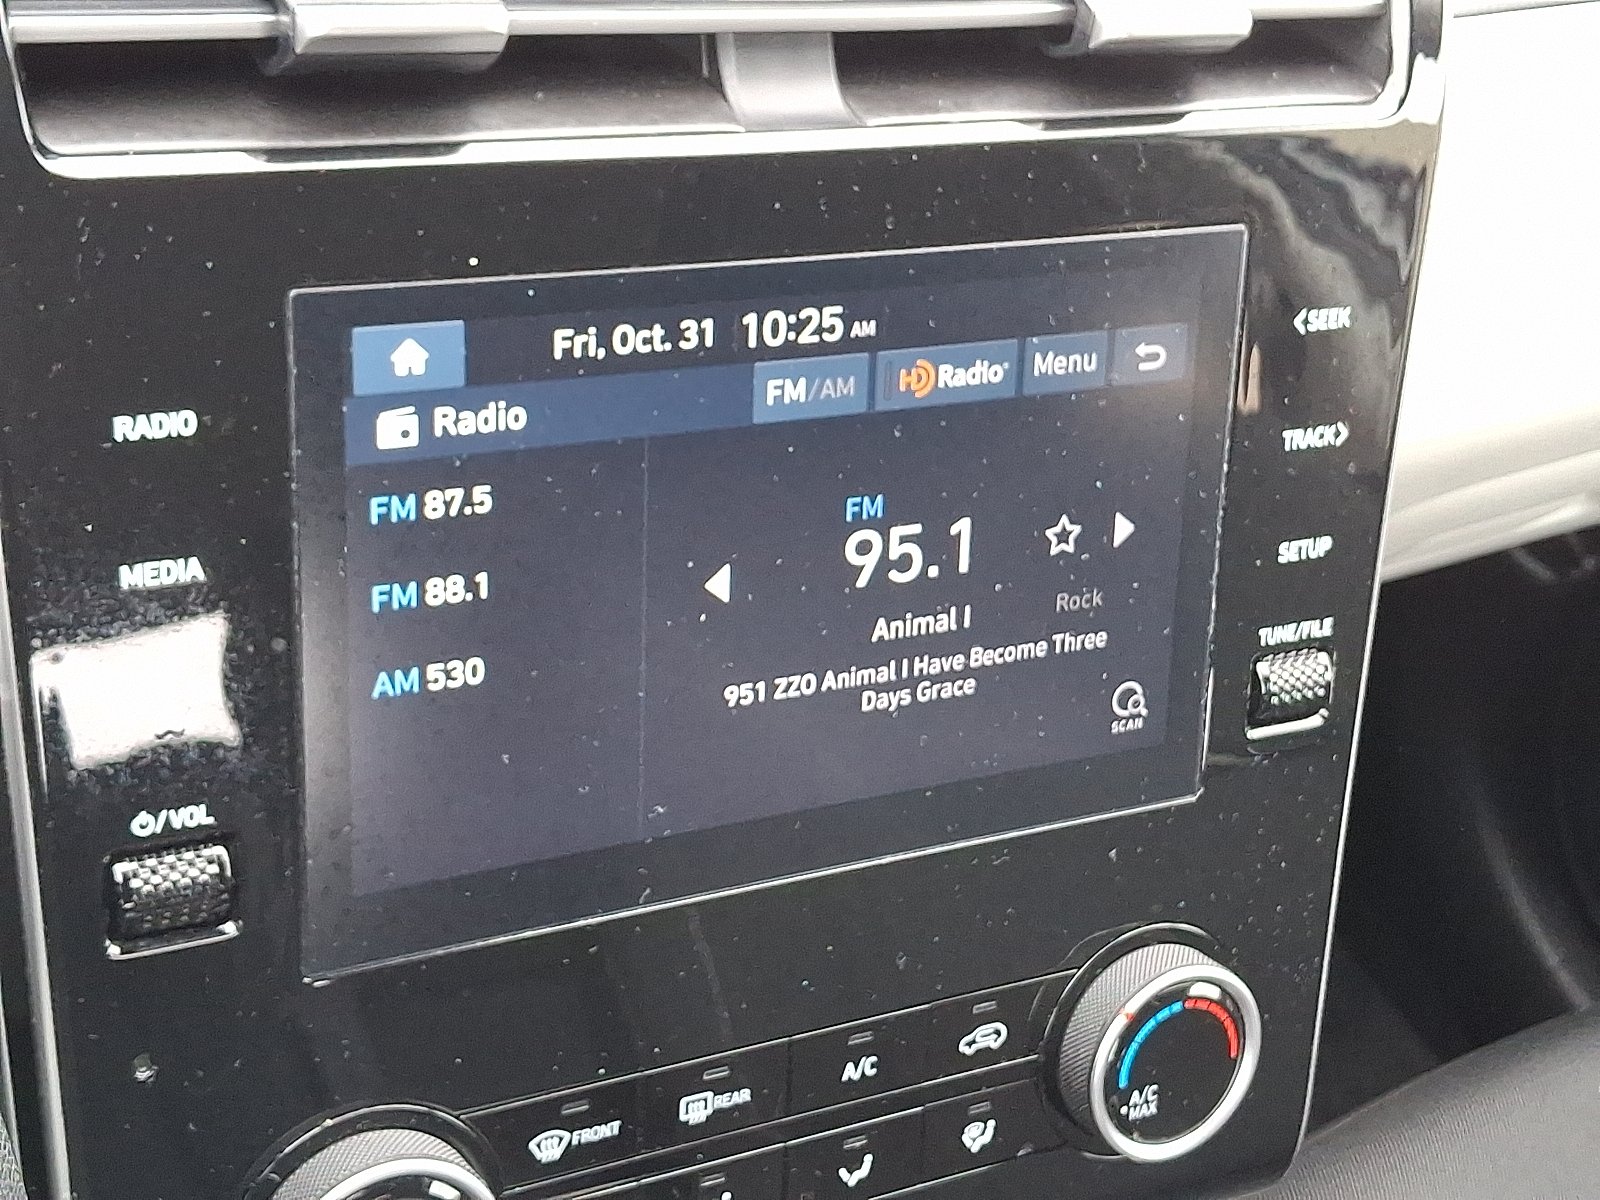 Fri, Oct. 31 10:25 AM
FM/AM
HD Radio
Menu
Radio
FM 87.5
FM 88.1
AM 530
FM
95.1
Rock
Animal I
951 ZZO Animal I Have Become Three
Days Grace
SCAN
RADIO
MEDIA
/VOL
<SEEK
TRACK>
SETUP
TUNE/FILE
FRONT
REAR
A/C
A/C
MAX